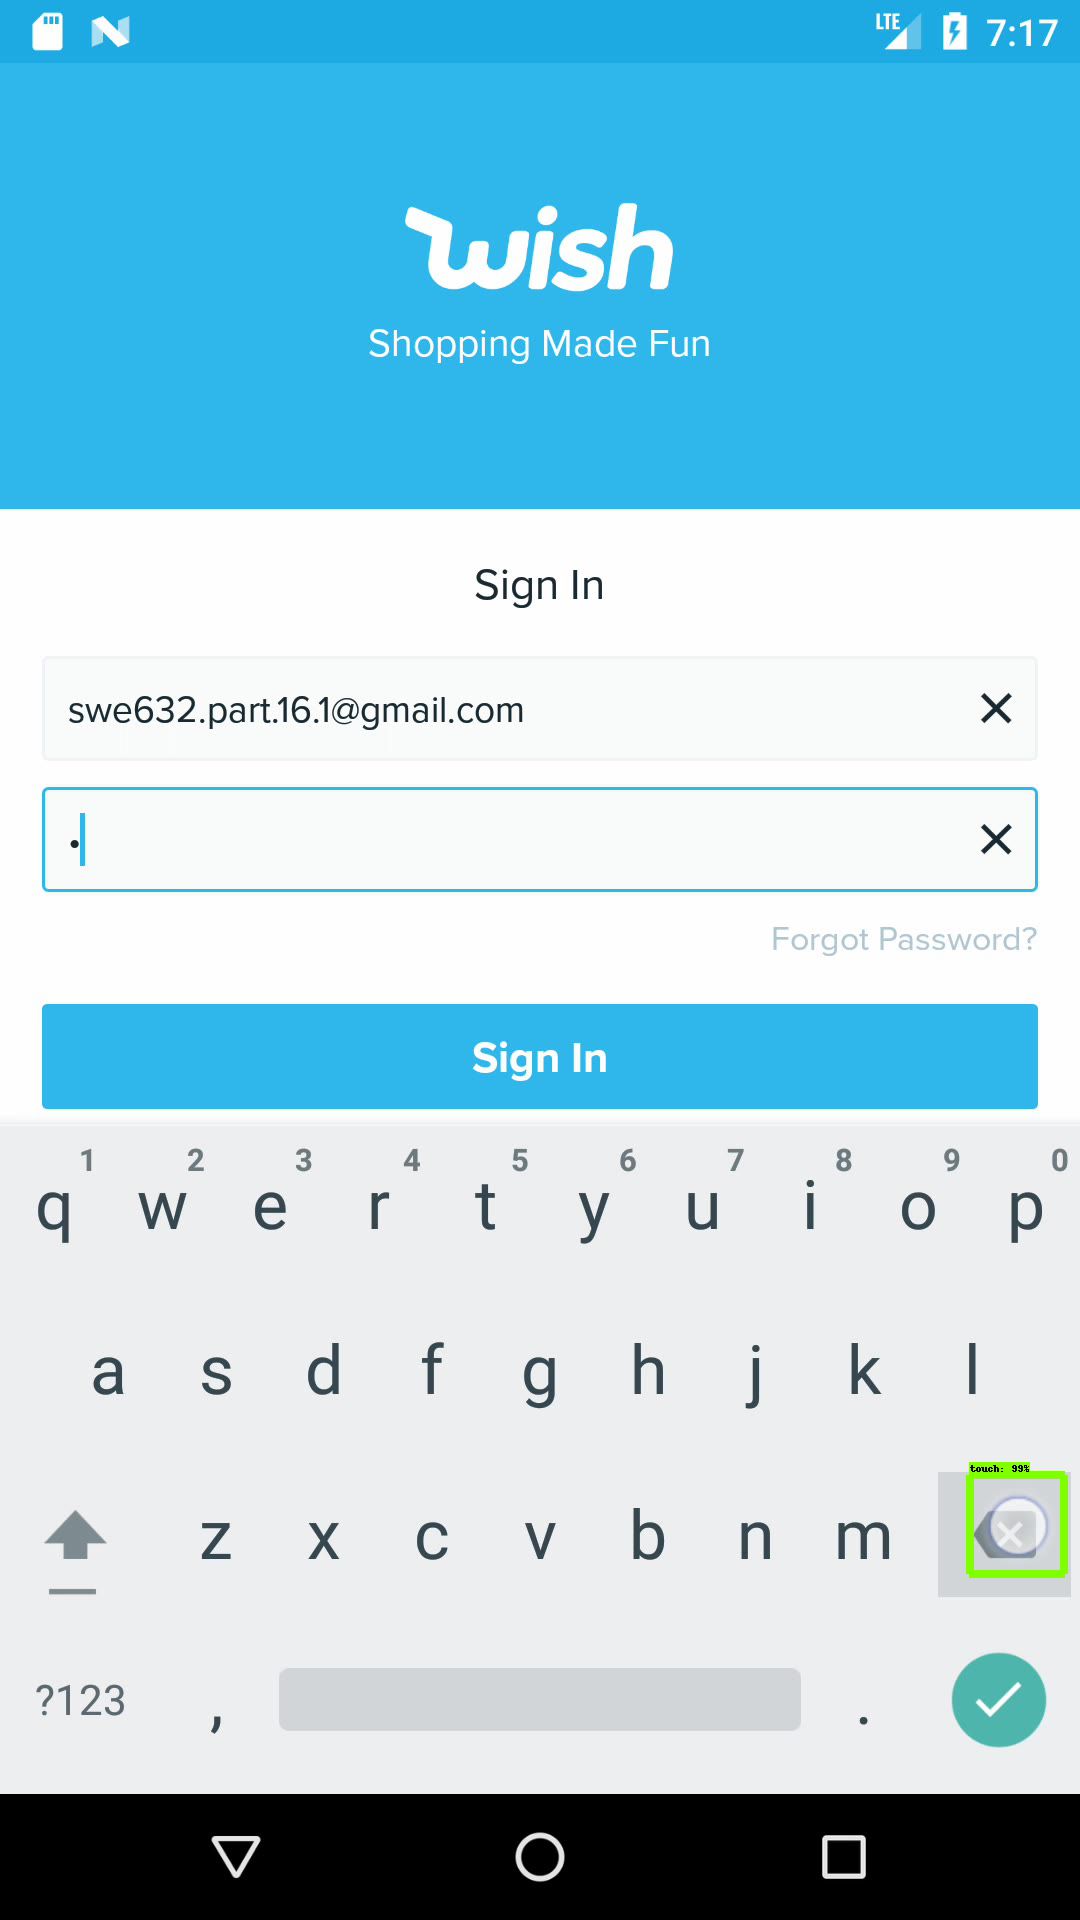 LTE 7:17
wish
Shopping Made Fun
Sign In
swe632.part.16.1@gmail.com
•
Forgot Password?
Sign In
1 2 3 4 5 6 7 8 9 0
q w e r t y u i o p
a s d f g h j k l
touch: 99%
z x c v b n m
?123 , .